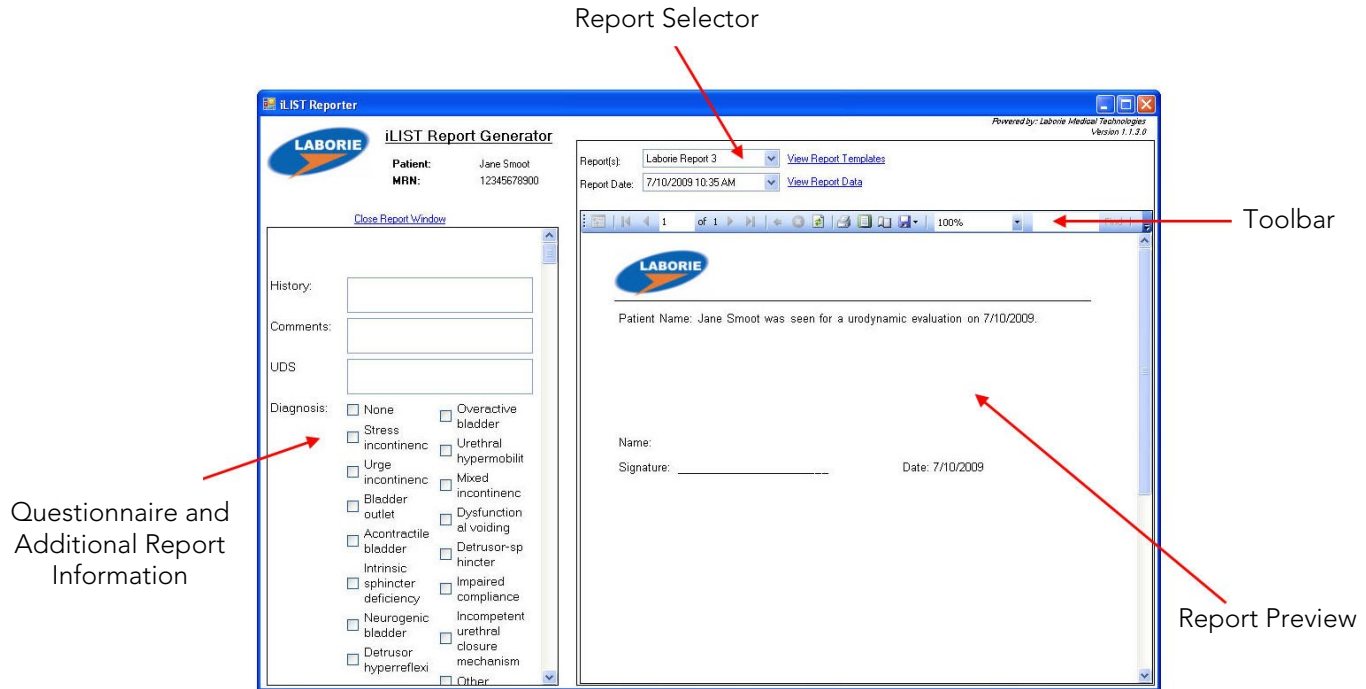 Report Selector
iLIST Reporter
Powered by: Laborie Medical Technologies
Version 1.1.3.0
LABORIE
iLIST Report Generator
Patient: Jane Smoot
MRN: 12345678900
Close Report Window
Report(s): Laborie Report 3 View Report Templates
Report Date: 7/10/2009 10:35 AM View Report Data
1 of 1 100% Find
Toolbar
History:
Comments:
UDS
Diagnosis:
None
Stress
incontinenc
Urge
incontinenc
Bladder
outlet
Acontractile
bladder
Intrinsic
sphincter
deficiency
Neurogenic
bladder
Detrusor
hyperreflexi
Overactive
bladder
Urethral
hypermobilit
Mixed
incontinenc
Dysfunction
al voiding
Detrusor-sp
hincter
Impaired
compliance
Incompetent
urethral
closure
mechanism
Other
LABORIE
Patient Name: Jane Smoot was seen for a urodynamic evaluation on 7/10/2009.
Name:
Signature: Date: 7/10/2009
Questionnaire and
Additional Report
Information
Report Preview